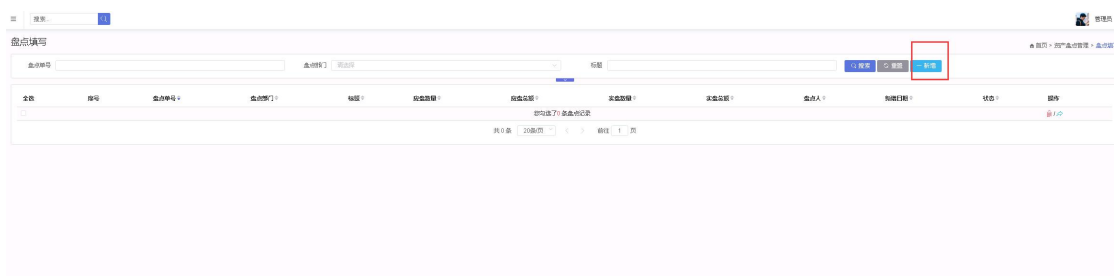 搜索...
管理员
盘点填写
首页 资产盘点管理 盘点填
盘点单号 盘点部门 请选择 标题 搜索 重置 新增
全选 序号 盘点单号 盘点部门 标题 应盘数量 应盘总额 实盘数量 实盘总额 盘点人 新增日期 状态 操作
您勾选了0条盘点记录
共 0 条 20条/页 前往 1 页